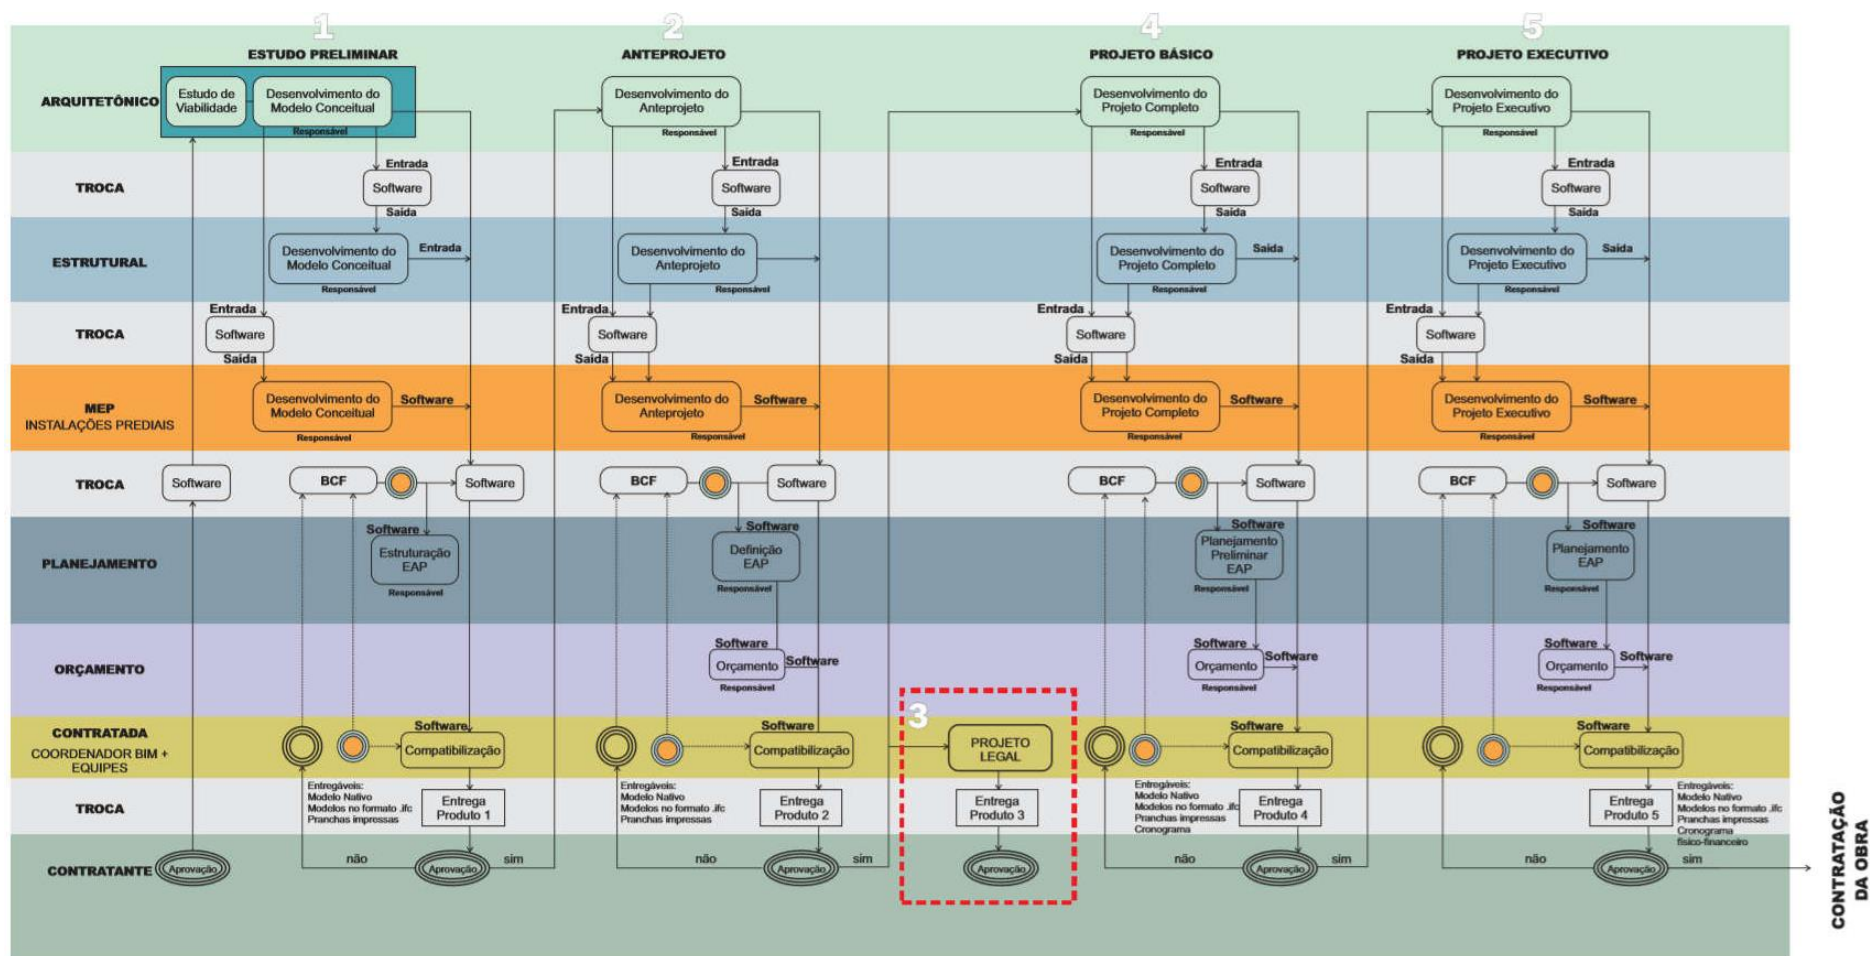 1
2
4
5
ESTUDO PRELIMINAR
ANTEPROJETO
PROJETO BÁSICO
PROJETO EXECUTIVO
ARQUITETÔNICO
Estudo de
Viabilidade
Desenvolvimento do
Modelo Conceitual
Responsável
Desenvolvimento do
Anteprojeto
Responsável
Desenvolvimento do
Projeto Completo
Responsável
Desenvolvimento do
Projeto Executivo
Responsável
TROCA
Entrada
Software
Saída
Entrada
Software
Saída
Entrada
Software
Saída
Entrada
Software
Saída
ESTRUTURAL
Desenvolvimento do
Modelo Conceitual
Responsável
Entrada
Desenvolvimento do
Anteprojeto
Responsável
Desenvolvimento do
Projeto Completo
Responsável
Saída
Desenvolvimento do
Projeto Executivo
Responsável
Saída
TROCA
Entrada
Software
Saída
Entrada
Software
Saída
Entrada
Software
Saída
Entrada
Software
Saída
MEP
INSTALAÇÕES PREDIAIS
Desenvolvimento do
Modelo Conceitual
Responsável
Software
Desenvolvimento do
Anteprojeto
Responsável
Software
Desenvolvimento do
Projeto Completo
Responsável
Software
Desenvolvimento do
Projeto Executivo
Responsável
Software
TROCA
Software
BCF
Software
BCF
Software
BCF
Software
BCF
Software
PLANEJAMENTO
Software
Estruturação
EAP
Responsável
Software
Definição
EAP
Responsável
Software
Planejamento
Preliminar
EAP
Responsável
Software
Planejamento
EAP
Responsável
ORÇAMENTO
Software
Orçamento
Software
Responsável
Software
Orçamento
Software
Responsável
Software
Orçamento
Software
Responsável
CONTRATADA
COORDENADOR BIM +
EQUIPES
Software
Compatibilização
Software
Compatibilização
3
PROJETO
LEGAL
Software
Compatibilização
Software
Compatibilização
TROCA
Entregáveis:
Modelo Nativo
Modelos no formato .ifc
Pranchas impressas
Entrega
Produto 1
Entregáveis:
Modelo Nativo
Modelos no formato .ifc
Pranchas impressas
Entrega
Produto 2
Entrega
Produto 3
Entregáveis:
Modelo Nativo
Modelos no formato .ifc
Pranchas impressas
Cronograma
Entrega
Produto 4
Entrega
Produto 5
Entregáveis:
Modelo Nativo
Modelos no formato .ifc
Pranchas impressas
Cronograma
físico-financeiro
CONTRATANTE
Aprovação
não
Aprovação
sim
não
Aprovação
sim
Aprovação
não
Aprovação
sim
não
Aprovação
sim
CONTRATAÇÃO
DA OBRA